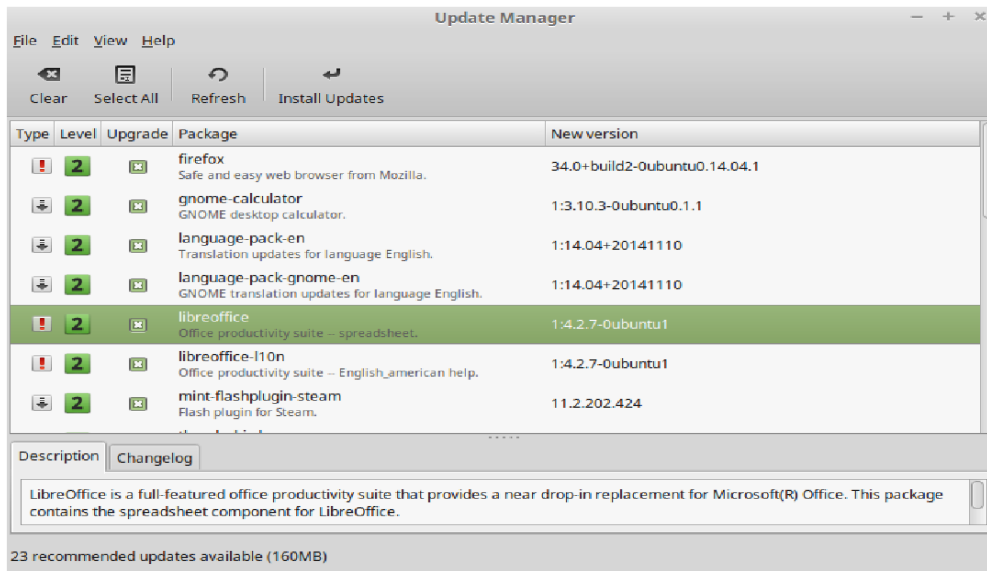 Update Manager
File Edit View Help
Clear Select All Refresh Install Updates
Type Level Upgrade Package New version
2 firefox 34.0+build2-0ubuntu0.14.04.1
Safe and easy web browser from Mozilla.
2 gnome-calculator 1:3.10.3-0ubuntu0.1.1
GNOME desktop calculator.
2 language-pack-en 1:14.04+20141110
Translation updates for language English.
2 language-pack-gnome-en 1:14.04+20141110
GNOME translation updates for language English.
2 libreoffice 1:4.2.7-0ubuntu1
Office productivity suite -- spreadsheet.
2 libreoffice-l10n 1:4.2.7-0ubuntu1
Office productivity suite -- English_american help.
2 mint-flashplugin-steam 11.2.202.424
Flash plugin for Steam.
Description Changelog
LibreOffice is a full-featured office productivity suite that provides a near drop-in replacement for Microsoft(R) Office. This package
contains the spreadsheet component for LibreOffice.
23 recommended updates available (160MB)